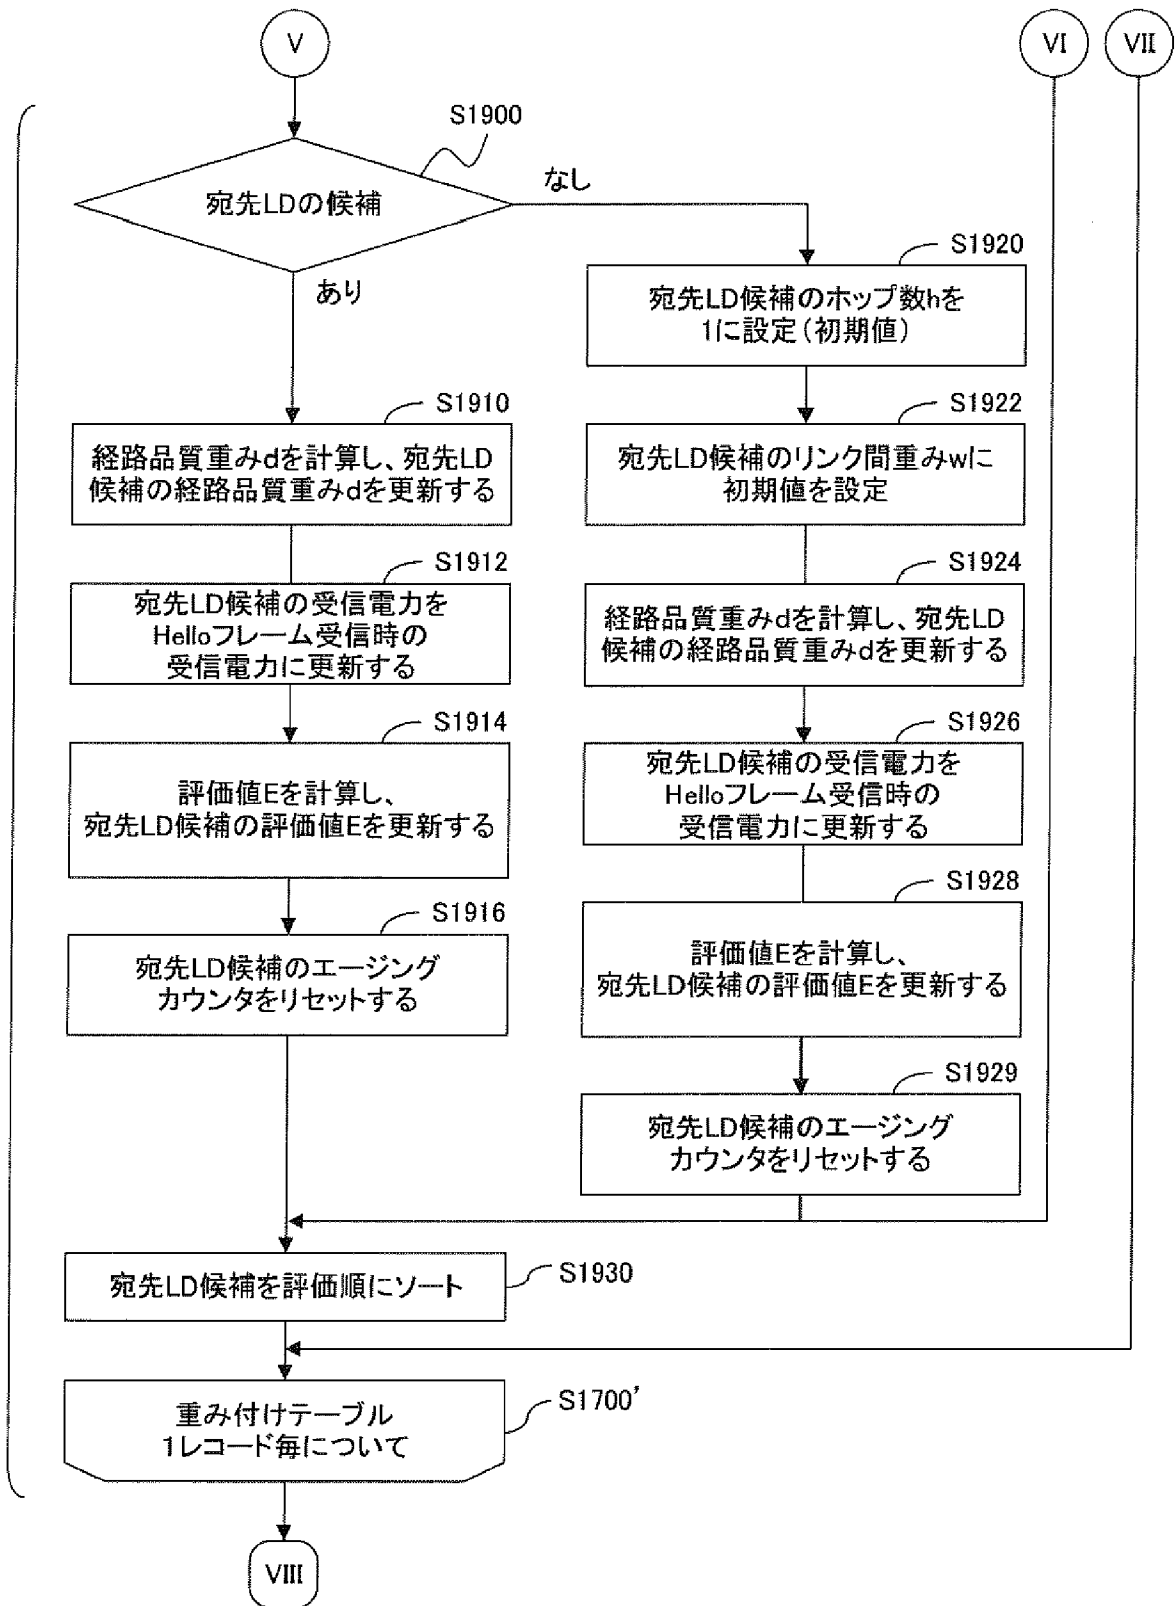 V
VI
VII
S1900
宛先LDの候補
なし
あり
S1910
経路品質重みdを計算し、宛先LD
候補の経路品質重みdを更新する
S1912
宛先LD候補の受信電力を
Helloフレーム受信時の
受信電力に更新する
S1914
評価値Eを計算し、
宛先LD候補の評価値Eを更新する
S1916
宛先LD候補のエージング
カウンタをリセットする
S1920
宛先LD候補のホップ数hを
1に設定(初期値)
S1922
宛先LD候補のリンク間重みwに
初期値を設定
S1924
経路品質重みdを計算し、宛先LD
候補の経路品質重みdを更新する
S1926
宛先LD候補の受信電力を
Helloフレーム受信時の
受信電力に更新する
S1928
評価値Eを計算し、
宛先LD候補の評価値Eを更新する
S1929
宛先LD候補のエージング
カウンタをリセットする
宛先LD候補を評価順にソート
S1930
重み付けテーブル
1レコード毎について
S1700'
VIII